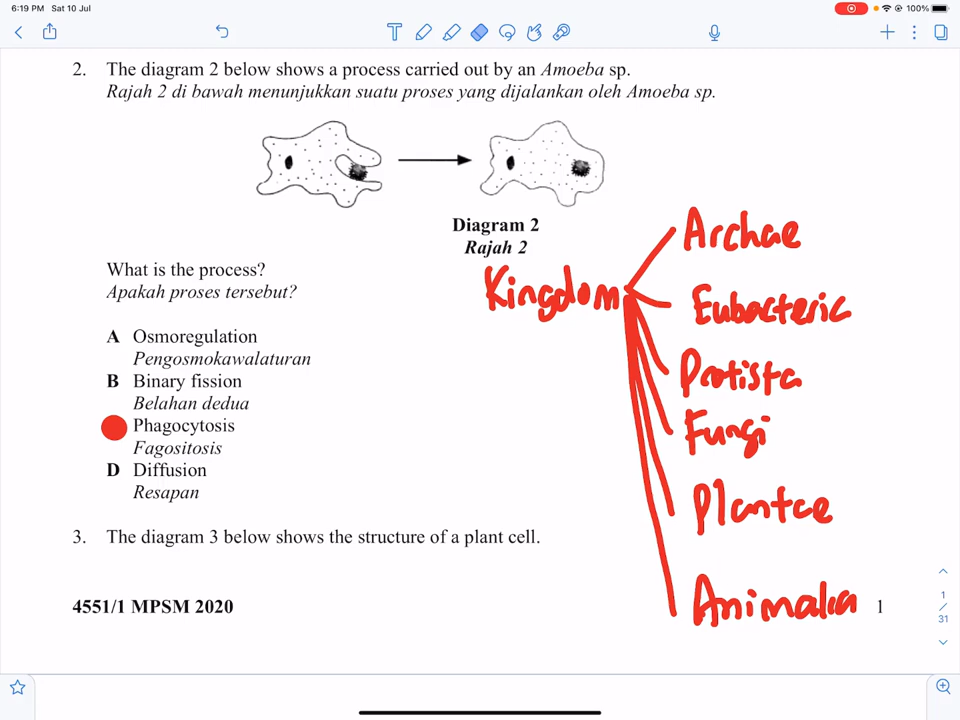 6:19 PM Sat 10 Jul
100%
2. The diagram 2 below shows a process carried out by an Amoeba sp.
Rajah 2 di bawah menunjukkan suatu proses yang dijalankan oleh Amoeba sp.
Diagram 2
Rajah 2
What is the process?
Apakah proses tersebut?
A Osmoregulation
Pengosmokawalaturan
B Binary fission
Belahan dedua
Phagocytosis
Fagositosis
D Diffusion
Resapan
Kingdom
Archae
Eubacteria
Protista
Fungi
Plantae
Animalia
3. The diagram 3 below shows the structure of a plant cell.
4551/1 MPSM 2020
1
1
/
31